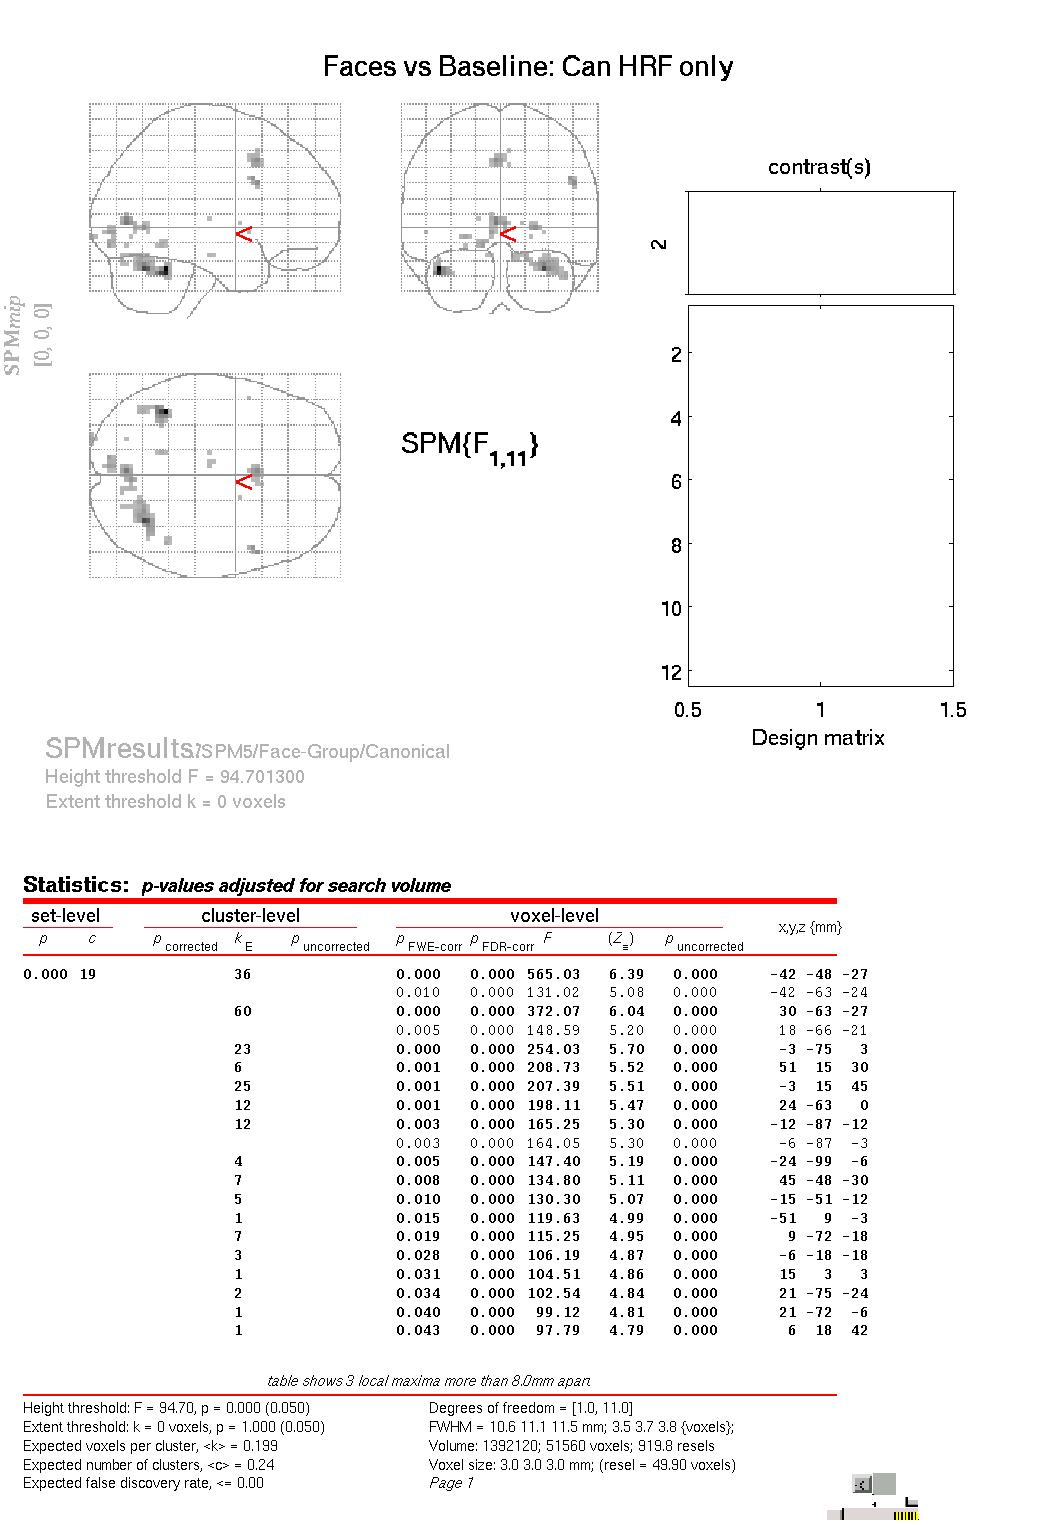 Faces vs Baseline: Can HRF only
SPMmip
[0, 0, 0]
<
<
<
SPM{F1,11}
contrast(s)
2
2
4
6
8
10
12
0.5 1 1.5
Design matrix
SPMresults: ./SPM5/Face-Group/Canonical
Height threshold F = 94.701300
Extent threshold k = 0 voxels
Statistics: p-values adjusted for search volume
set-level cluster-level voxel-level x,y,z {mm}
p c p corrected k E p uncorrected p FWE-corr p FDR-corr F (Z≡) p uncorrected
0.000 19 36 0.000 0.000 565.03 6.39 0.000 -42 -48 -27
0.010 0.000 131.02 5.08 0.000 -42 -63 -24
60 0.000 0.000 372.07 6.04 0.000 30 -63 -27
0.005 0.000 148.59 5.20 0.000 18 -66 -21
23 0.000 0.000 254.03 5.70 0.000 -3 -75 3
6 0.001 0.000 208.73 5.52 0.000 51 15 30
25 0.001 0.000 207.39 5.51 0.000 -3 15 45
12 0.001 0.000 198.11 5.47 0.000 24 -63 0
12 0.003 0.000 165.25 5.30 0.000 -12 -87 -12
0.003 0.000 164.05 5.30 0.000 -6 -87 -3
4 0.005 0.000 147.40 5.19 0.000 -24 -99 -6
7 0.008 0.000 134.80 5.11 0.000 45 -48 -30
5 0.010 0.000 130.30 5.07 0.000 -15 -51 -12
1 0.015 0.000 119.63 4.99 0.000 -51 9 -3
7 0.019 0.000 115.25 4.95 0.000 9 -72 -18
3 0.028 0.000 106.19 4.87 0.000 -6 -18 -18
1 0.031 0.000 104.51 4.86 0.000 15 3 3
2 0.034 0.000 102.54 4.84 0.000 21 -75 -24
1 0.040 0.000 99.12 4.81 0.000 21 -72 -6
1 0.043 0.000 97.79 4.79 0.000 6 18 42
table shows 3 local maxima more than 8.0mm apart
Height threshold: F = 94.70, p = 0.000 (0.050)
Extent threshold: k = 0 voxels, p = 1.000 (0.050)
Expected voxels per cluster, <k> = 0.199
Expected number of clusters, <c> = 0.24
Expected false discovery rate, <= 0.00
Degrees of freedom = [1.0, 11.0]
FWHM = 10.6 11.1 11.5 mm; 3.5 3.7 3.8 {voxels};
Volume: 1392120; 51560 voxels; 919.8 resels
Voxel size: 3.0 3.0 3.0 mm; (resel = 49.90 voxels)
Page 1